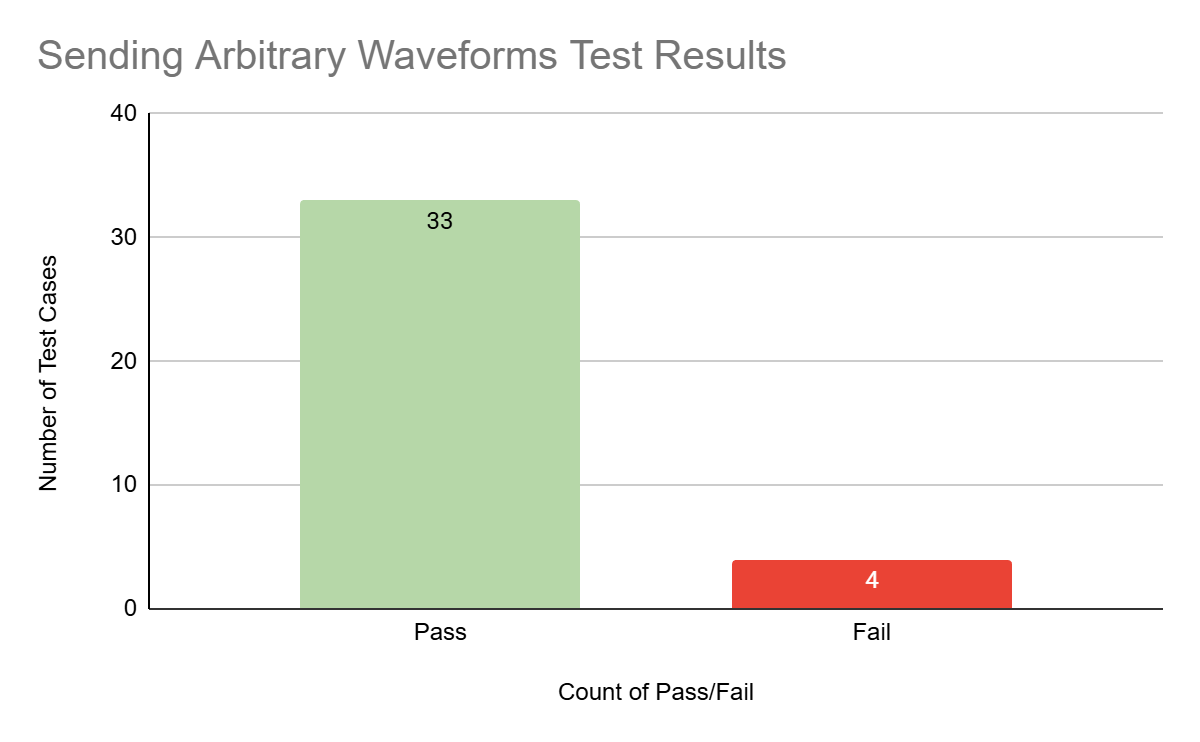 Sending Arbitrary Waveforms Test Results
40
30
20
10
0
Number of Test Cases
33
4
Pass
Fail
Count of Pass/Fail